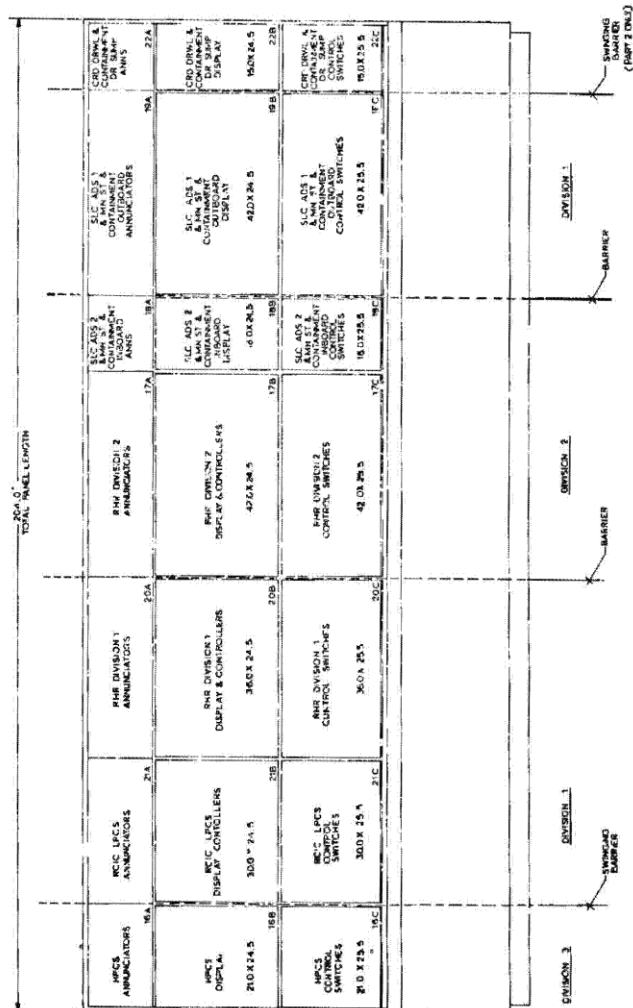 204.0"
TOTAL PANEL LENGTH
HPCS
ANNUNCIATORS
16A
RCIC LPCS
ANNUNCIATORS
21A
RHR DIVISION 1
ANNUNCIATORS
20A
RHR DIVISION 2
ANNUNCIATORS
17A
SLC ADS 2
& MN ST &
CONTAINMENT
INBOARD
ANNS
18A
SLC ADS 1
& MN ST &
CONTAINMENT
OUTBOARD
ANNUNCIATORS
19A
CRD DRWL &
CONTAINMENT
DR SUMP
ANNS
22A
HPCS
DISPLAY
21.0 X 24.5
16B
RCIC LPCS
DISPLAY CONTOLLERS
30.0 X 24.5
21B
RHR DIVISION 1
DISPLAY & CONTROLLERS
36.0 X 24.5
20B
RHR DIVISION 2
DISPLAY & CONTROLLERS
42.0 X 24.5
17B
SLC ADS 2
& MN ST &
CONTAINMENT
INBOARD
DISPLAY
18B
SLC ADS 1
& MN ST &
CONTAINMENT
OUTBOARD
DISPLAY
42.0 X 24.5
19B
CRD DRWL &
CONTAINMENT
DR SUMP
DISPLAY
15.0 X 24.5
22B
HPCS
CONTROL
SWITCHES
21.0 X 25.5
16C
RCIC LPCS
CONTROL
SWITCHES
30.0 X 25.5
21C
RHR DIVISION 1
CONTROL SWITCHES
36.0 X 25.5
20C
RHR DIVISION 2
CONTROL SWITCHES
42.0 X 25.5
17C
SLC ADS 2
& MN ST &
CONTAINMENT
INBOARD
CONTROL
SWITCHES
18C
SLC ADS 1
& MN ST &
CONTAINMENT
OUTBOARD
CONTROL SWITCHES
42.0 X 25.5
19C
CRD DRWL &
CONTAINMENT
DR SUMP
CONTROL
SWITCHES
15.0 X 25.5
22C
DIVISION 3
SWINGING
BARRIER
DIVISION 1
BARRIER
DIVISION 2
BARRIER
DIVISION 1
SWINGING
BARRIER
(PART 2 ONLY)